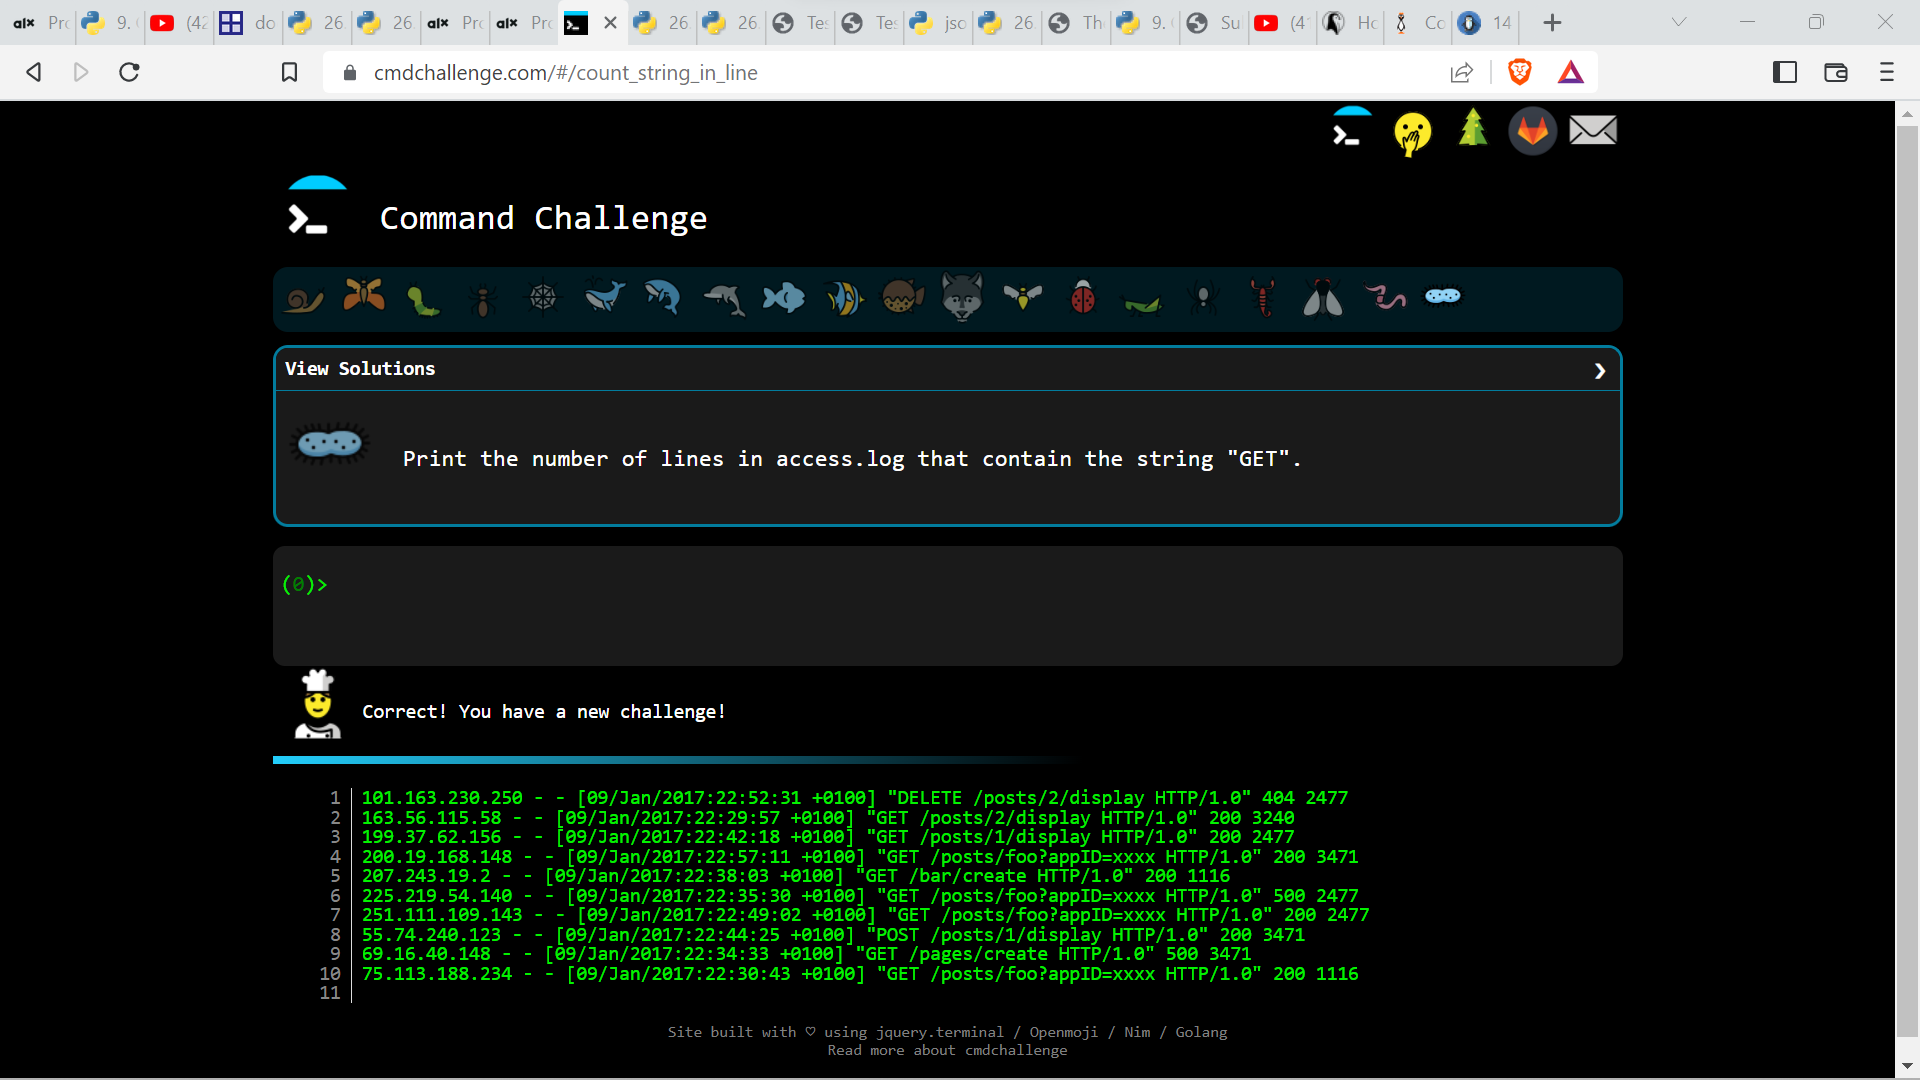 alx Pr
9.
(42
do
26
26
alx Pr
alx Pr
26
26
Te
Te
jso
26
Th
9.
Su
(4
Ho
Co
14
cmdchallenge.com/#/count_string_in_line
Command Challenge
View Solutions
Print the number of lines in access.log that contain the string "GET".
(0)>
Correct! You have a new challenge!
1 101.163.230.250 - - [09/Jan/2017:22:52:31 +0100] "DELETE /posts/2/display HTTP/1.0" 404 2477
2 163.56.115.58 - - [09/Jan/2017:22:29:57 +0100] "GET /posts/2/display HTTP/1.0" 200 3240
3 199.37.62.156 - - [09/Jan/2017:22:42:18 +0100] "GET /posts/1/display HTTP/1.0" 200 2477
4 200.19.168.148 - - [09/Jan/2017:22:57:11 +0100] "GET /posts/foo?appID=xxxx HTTP/1.0" 200 3471
5 207.243.19.2 - - [09/Jan/2017:22:38:03 +0100] "GET /bar/create HTTP/1.0" 200 1116
6 225.219.54.140 - - [09/Jan/2017:22:35:30 +0100] "GET /posts/foo?appID=xxxx HTTP/1.0" 500 2477
7 251.111.109.143 - - [09/Jan/2017:22:49:02 +0100] "GET /posts/foo?appID=xxxx HTTP/1.0" 200 2477
8 55.74.240.123 - - [09/Jan/2017:22:44:25 +0100] "POST /posts/1/display HTTP/1.0" 200 3471
9 69.16.40.148 - - [09/Jan/2017:22:34:33 +0100] "GET /pages/create HTTP/1.0" 500 3471
10 75.113.188.234 - - [09/Jan/2017:22:30:43 +0100] "GET /posts/foo?appID=xxxx HTTP/1.0" 200 1116
11
Site built with ♡ using jquery.terminal / Openmoji / Nim / Golang
Read more about cmdchallenge